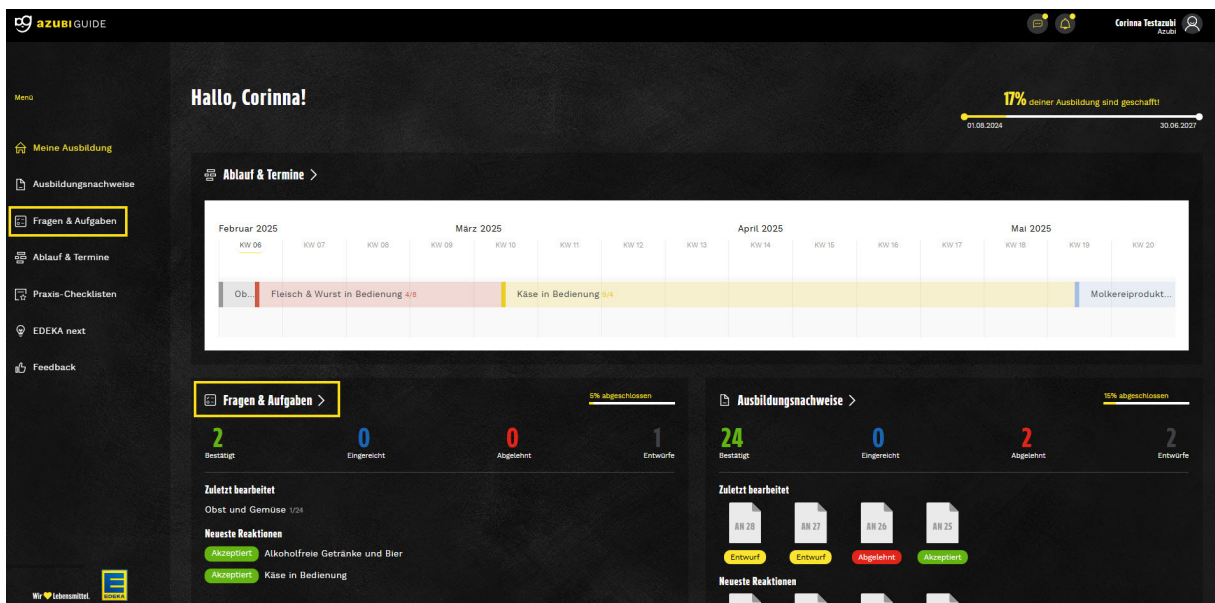 azubiGUIDE
Corinna Testazubi
Azubi
Menü
Meine Ausbildung
Ausbildungsnachweise
Fragen & Aufgaben
Ablauf & Termine
Praxis-Checklisten
EDEKA next
Feedback
Wir Lebensmittel.
EDEKA
Hallo, Corinna!
17% deiner Ausbildung sind geschafft!
01.08.2024 30.06.2027
Ablauf & Termine >
Februar 2025 März 2025 April 2025 Mai 2025
KW 06 KW 07 KW 08 KW 09 KW 10 KW 11 KW 12 KW 13 KW 14 KW 15 KW 16 KW 17 KW 18 KW 19 KW 20
Ob... Fleisch & Wurst in Bedienung 4/8 Käse in Bedienung 0/4 Molkereiprodukt...
Fragen & Aufgaben >
5% abgeschlossen
2 0 0 1
Bestätigt Eingereicht Abgelehnt Entwürfe
Zuletzt bearbeitet
Obst und Gemüse 1/24
Neueste Reaktionen
Akzeptiert Alkoholfreie Getränke und Bier
Akzeptiert Käse in Bedienung
Ausbildungsnachweise >
15% abgeschlossen
24 0 2 2
Bestätigt Eingereicht Abgelehnt Entwürfe
Zuletzt bearbeitet
AN 28 AN 27 AN 26 AN 25
Entwurf Entwurf Abgelehnt Akzeptiert
Neueste Reaktionen